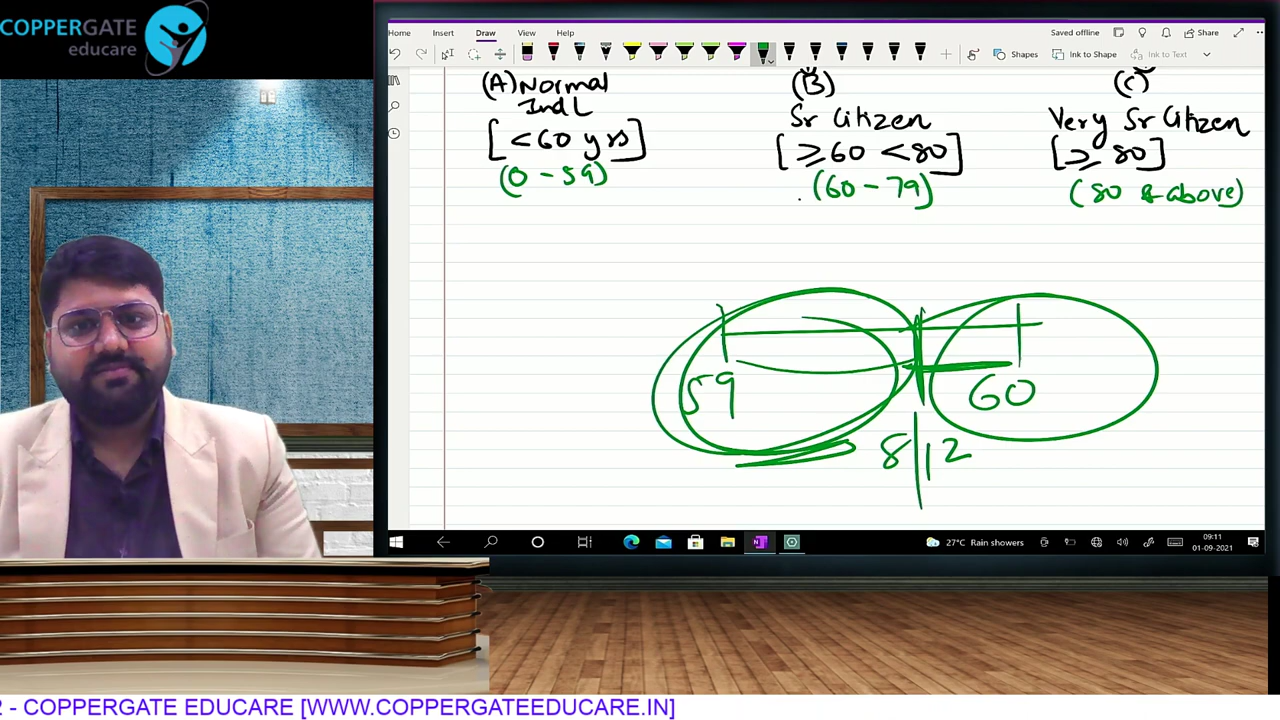 COPPERGATE
educare
Home Insert Draw View Help
Saved offline
Share
Shapes
Ink to Shape
Ink to Text
(A) Normal
Ind L
[<60 yrs]
(0 - 59)
(B)
Sr Citizen
[≥60 <80]
(60 - 79)
(C)
Very Sr Citizen
[≥ 80]
(80 & above)
59
60
8 12
27°C Rain showers
09:11
01-09-2021
2 - COPPERGATE EDUCARE [WWW.COPPERGATEEDUCARE.IN]